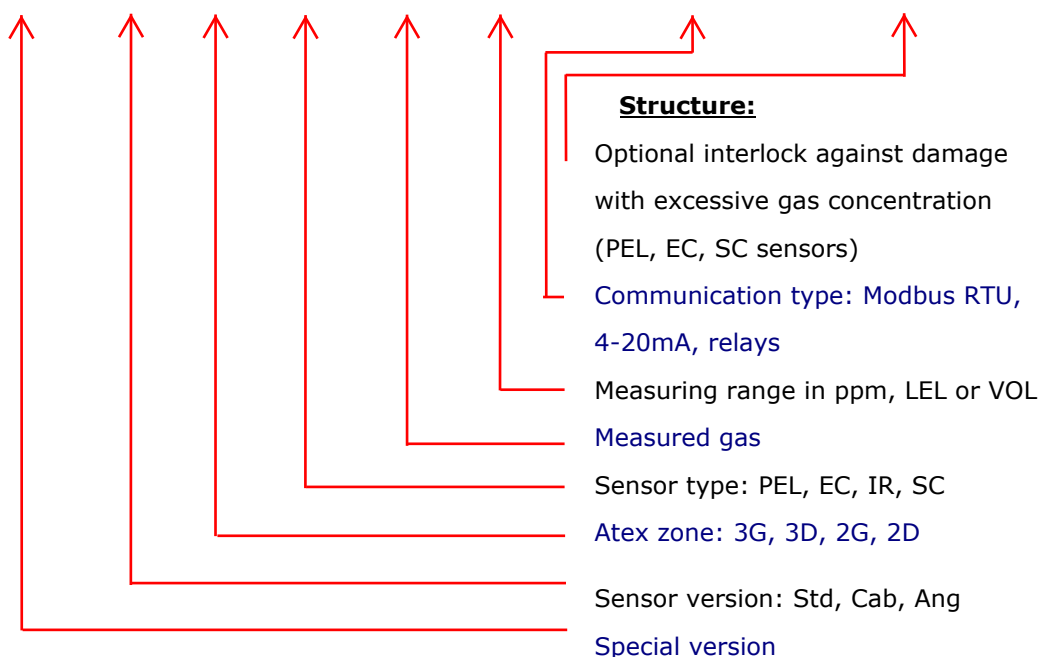 Structure:
Optional interlock against damage
with excessive gas concentration
(PEL, EC, SC sensors)
Communication type: Modbus RTU,
4-20mA, relays
Measuring range in ppm, LEL or VOL
Measured gas
Sensor type: PEL, EC, IR, SC
Atex zone: 3G, 3D, 2G, 2D
Sensor version: Std, Cab, Ang
Special version